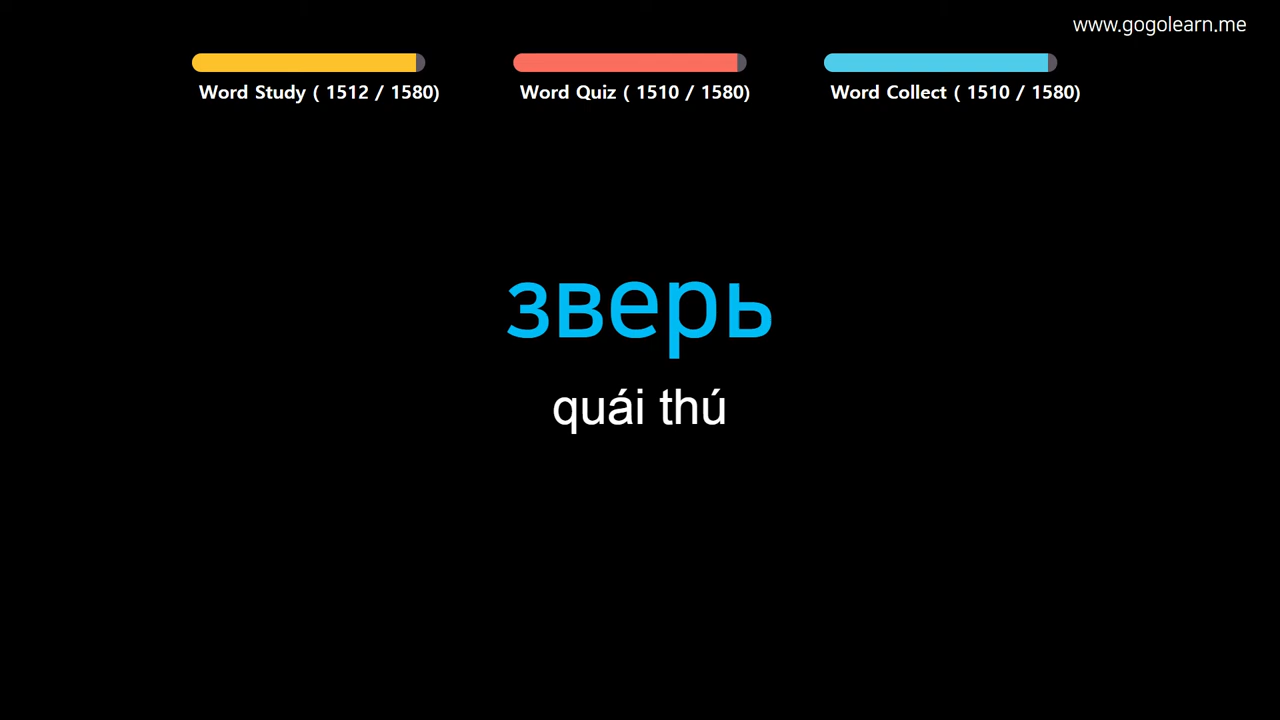 www.gogolearn.me
Word Study ( 1512 / 1580)
Word Quiz ( 1510 / 1580)
Word Collect ( 1510 / 1580)
зверь
quái thú